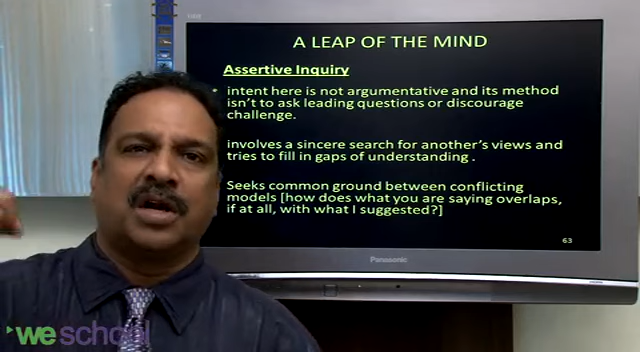 A LEAP OF THE MIND
Assertive Inquiry
• intent here is not argumentative and its method
isn't to ask leading questions or discourage
challenge.
involves a sincere search for another's views and
tries to fill in gaps of understanding .
Seeks common ground between conflicting
models [how does what you are saying overlaps,
if at all, with what I suggested?]
63
Panasonic
we school